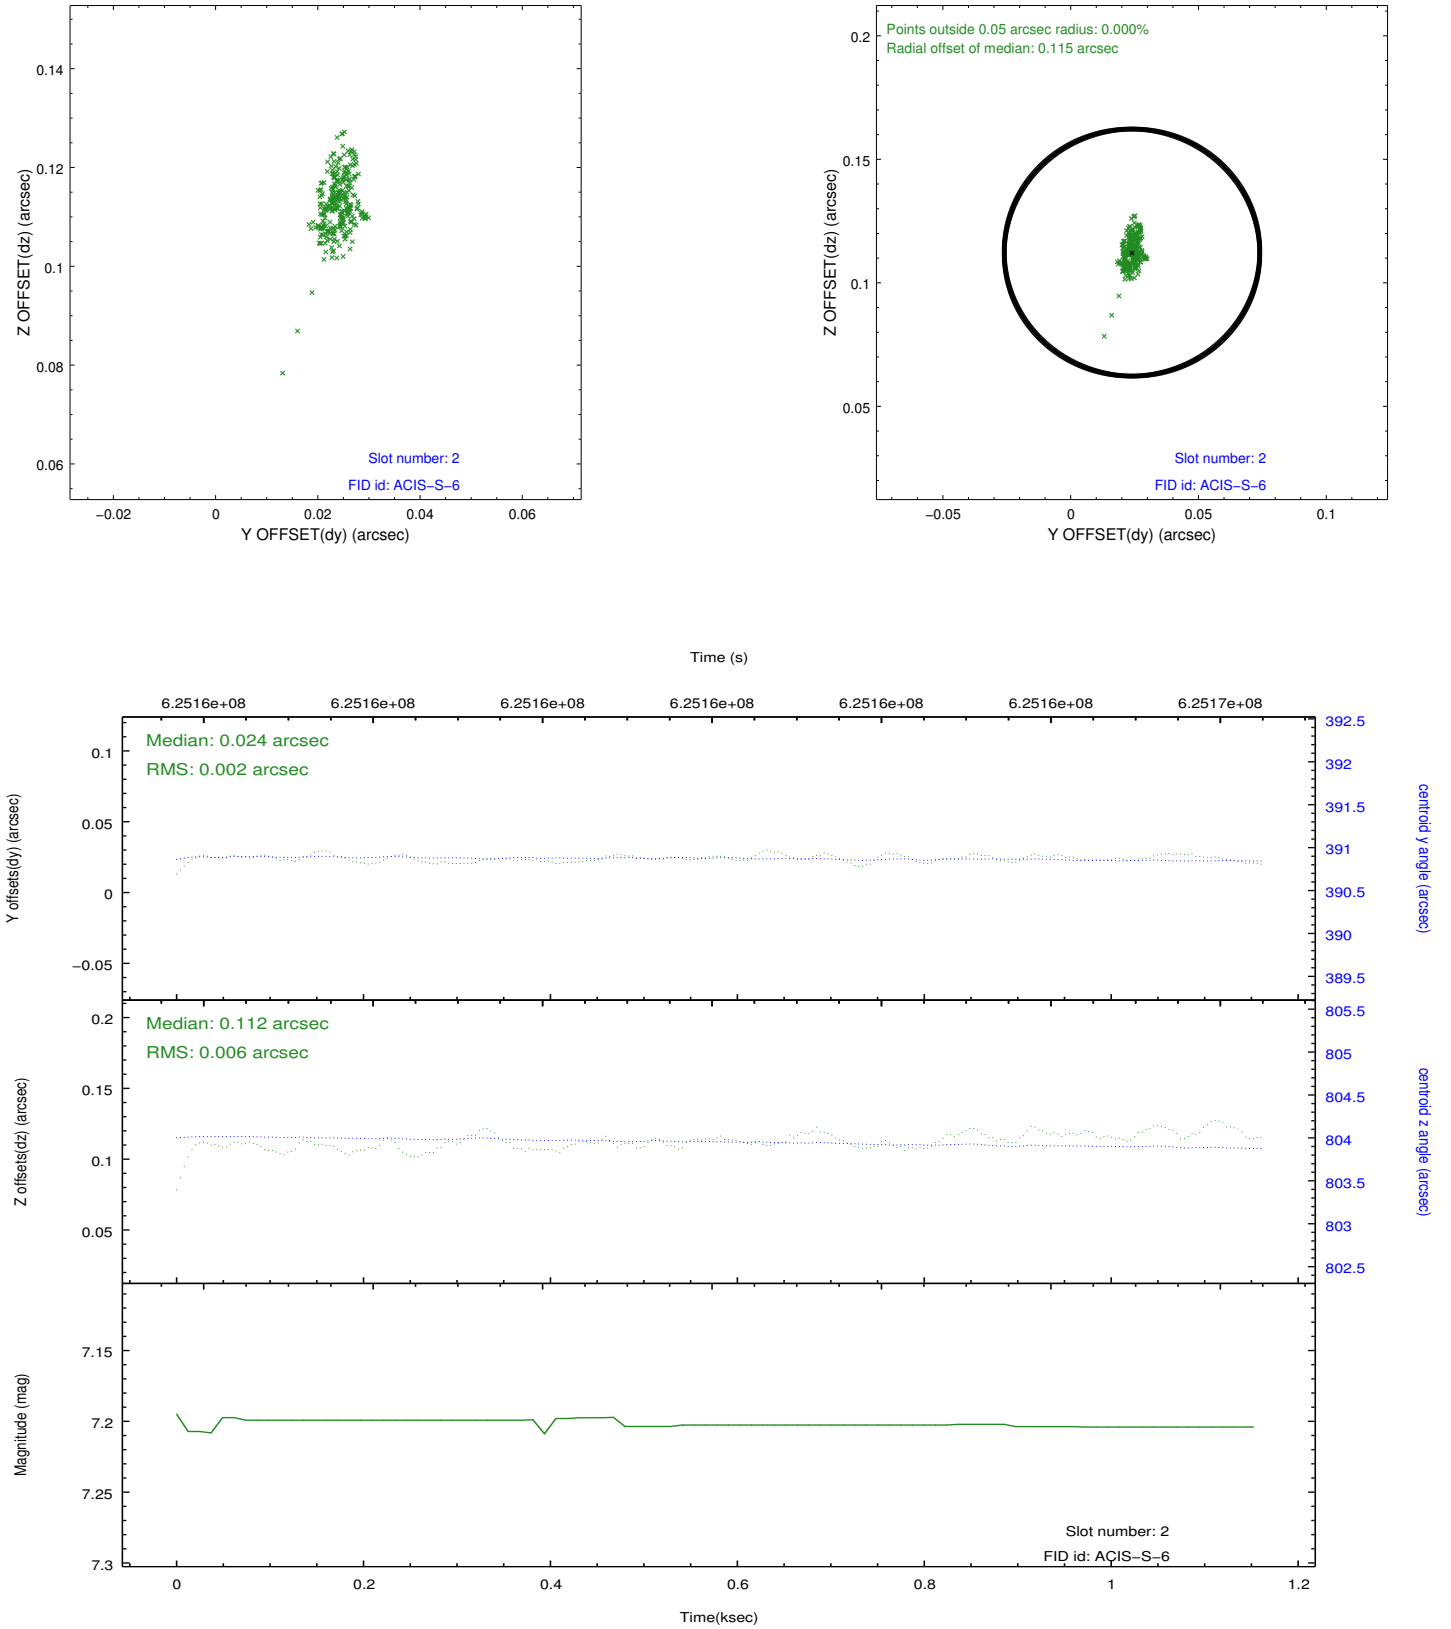 0.14
0.12
0.1
0.08
0.06
Z OFFSET(dz) (arcsec)
Slot number: 2
FID id: ACIS−S−6
−0.02 0 0.02 0.04 0.06
Y OFFSET(dy) (arcsec)
Points outside 0.05 arcsec radius: 0.000%
Radial offset of median: 0.115 arcsec
0.2
0.15
0.1
0.05
Z OFFSET(dz) (arcsec)
Slot number: 2
FID id: ACIS−S−6
−0.05 0 0.05 0.1
Y OFFSET(dy) (arcsec)
Time (s)
6.2516e+08 6.2516e+08 6.2516e+08 6.2516e+08 6.2516e+08 6.2516e+08 6.2517e+08
Median: 0.024 arcsec
RMS: 0.002 arcsec
0.1
0.05
0
−0.05
Y offsets(dy) (arcsec)
392.5
392
391.5
391
390.5
390
389.5
centroid y angle (arcsec)
Median: 0.112 arcsec
RMS: 0.006 arcsec
0.2
0.15
0.1
0.05
Z offsets(dz) (arcsec)
805.5
805
804.5
804
803.5
803
802.5
centroid z angle (arcsec)
7.15
7.2
7.25
7.3
Magnitude (mag)
Slot number: 2
FID id: ACIS−S−6
0 0.2 0.4 0.6 0.8 1 1.2
Time(ksec)